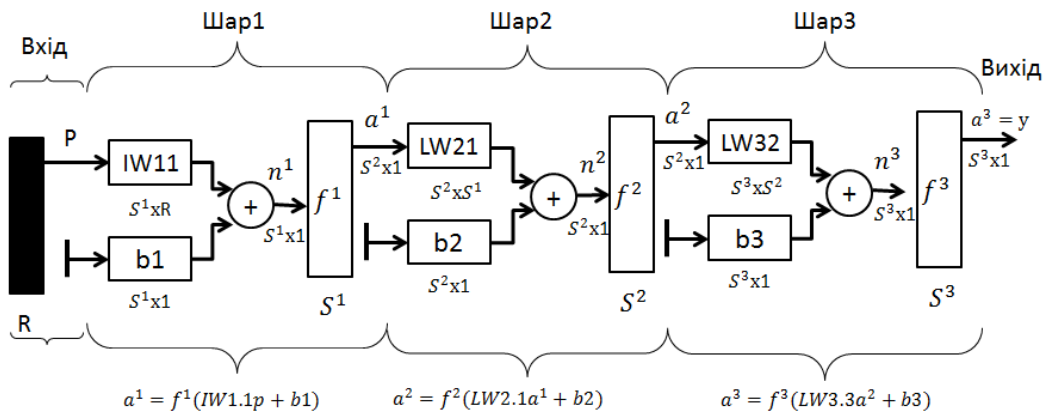 Шар1 Шар2 Шар3
Вхід Вихід
P a¹ a² a³ = y
IW11 n¹ LW21 n² LW32 n³
S²x1 S²x1 S³x1
S¹xR S²xS¹ S³xS²
+ f¹ + f² + f³
S¹x1 S²x1 S³x1
b1 b2 b3
S¹x1 S²x1 S³x1
S¹ S² S³
R
a¹ = f¹(IW1.1p + b1) a² = f²(LW2.1a¹ + b2) a³ = f³(LW3.3a² + b3)